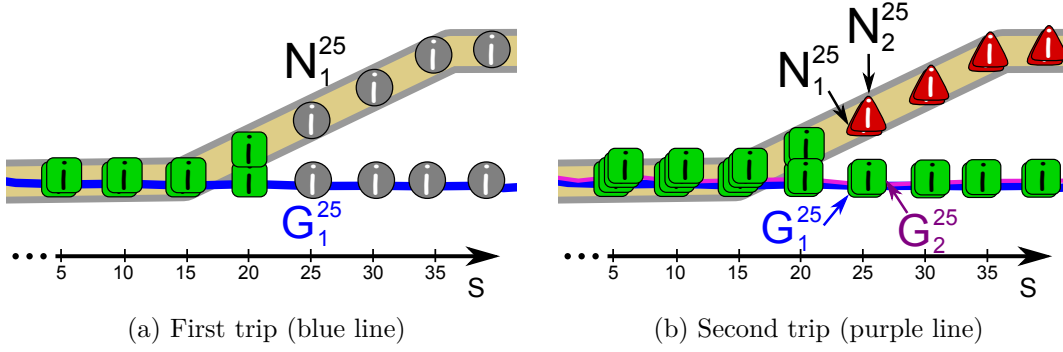 N₁²⁵
i i i i i i i i
i i i i i
G₁²⁵
5 10 15 20 25 30 35
S
(a) First trip (blue line)
N₁²⁵ N₂²⁵
i i i i i i i i
i i i i i
G₁²⁵ G₂²⁵
5 10 15 20 25 30 35
S
(b) Second trip (purple line)